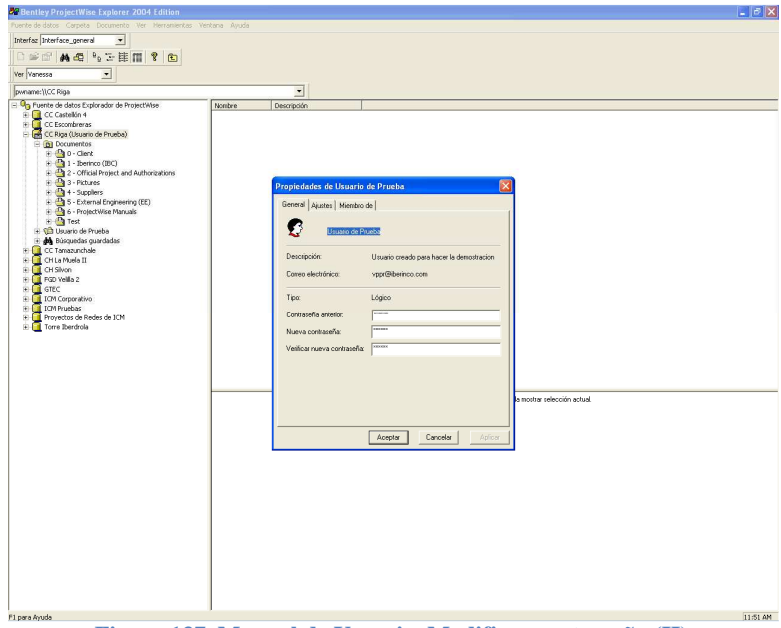 Bentley ProjectWise Explorer 2004 Edition
Fuente de datos Carpeta Documento Ver Herramientas Ventana Ayuda
Interfaz Interface_general
Ver Vanessa
pwname:\\CC Riga
Fuente de datos Explorador de ProjectWise
CC Castellón 4
CC Escombreras
CC Riga (Usuario de Prueba)
Documentos
0 - Client
1 - Iberinco (IBC)
2 - Official Project and Authorizations
3 - Pictures
4 - Suppliers
5 - External Engineering (EE)
6 - ProjectWise Manuals
Test
Usuario de Prueba
Búsquedas guardadas
CC Tamazunchale
CH La Muela II
CH Silvon
FGD Velilla 2
GTEC
ICM Corporativo
ICM Pruebas
Proyectos de Redes de ICM
Torre Iberdrola
Nombre Descripción
Propiedades de Usuario de Prueba
General Ajustes Miembro de
Usuario de Prueba
Descripción: Usuario creado para hacer la demostracion
Correo electrónico: vppr@iberinco.com
Tipo: Lógico
Contraseña anterior:
Nueva contraseña:
Verificar nueva contraseña:
Aceptar Cancelar Aplicar
la mostrar selección actual.
F1 para Ayuda 11:51 AM